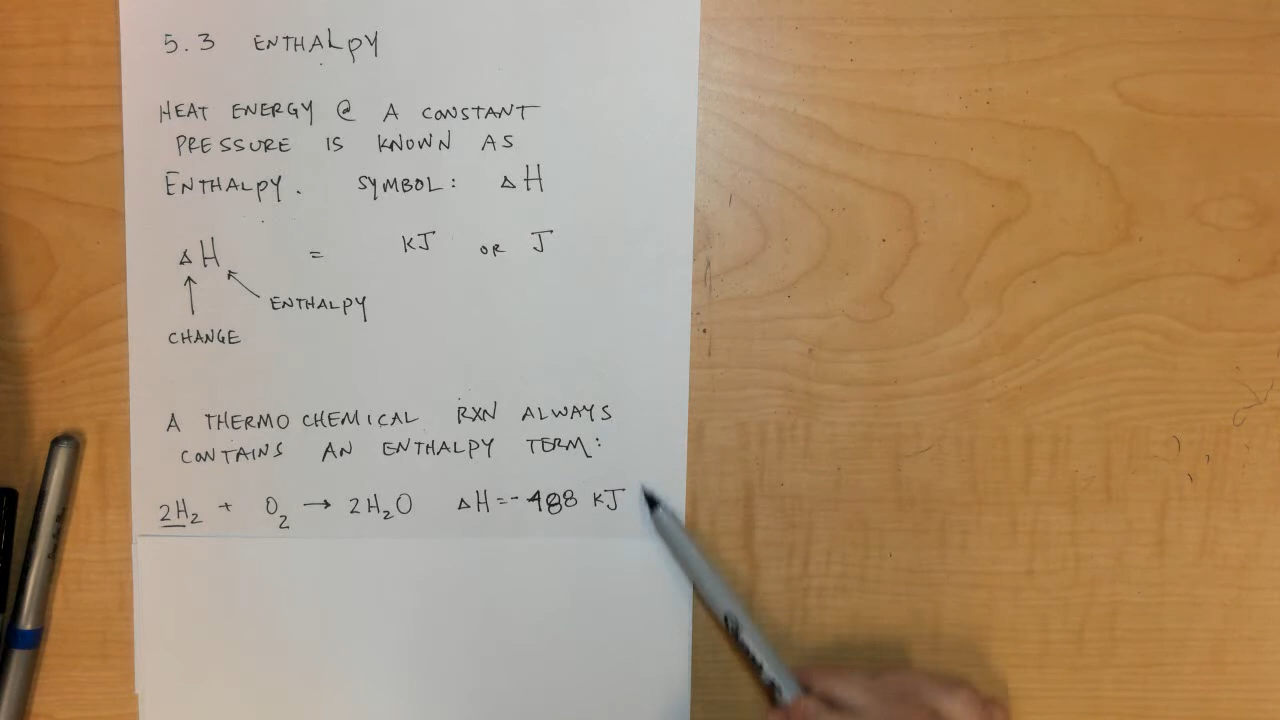 5.3 ENTHALPY
HEAT ENERGY @ A CONSTANT
PRESSURE IS KNOWN AS
ENTHALPY. SYMBOL: ΔH
ΔH = KJ OR J
ENTHALPY
CHANGE
A THERMOCHEMICAL RXN ALWAYS
CONTAINS AN ENTHALPY TERM:
2H₂ + O₂ → 2H₂O ΔH = -488 KJ